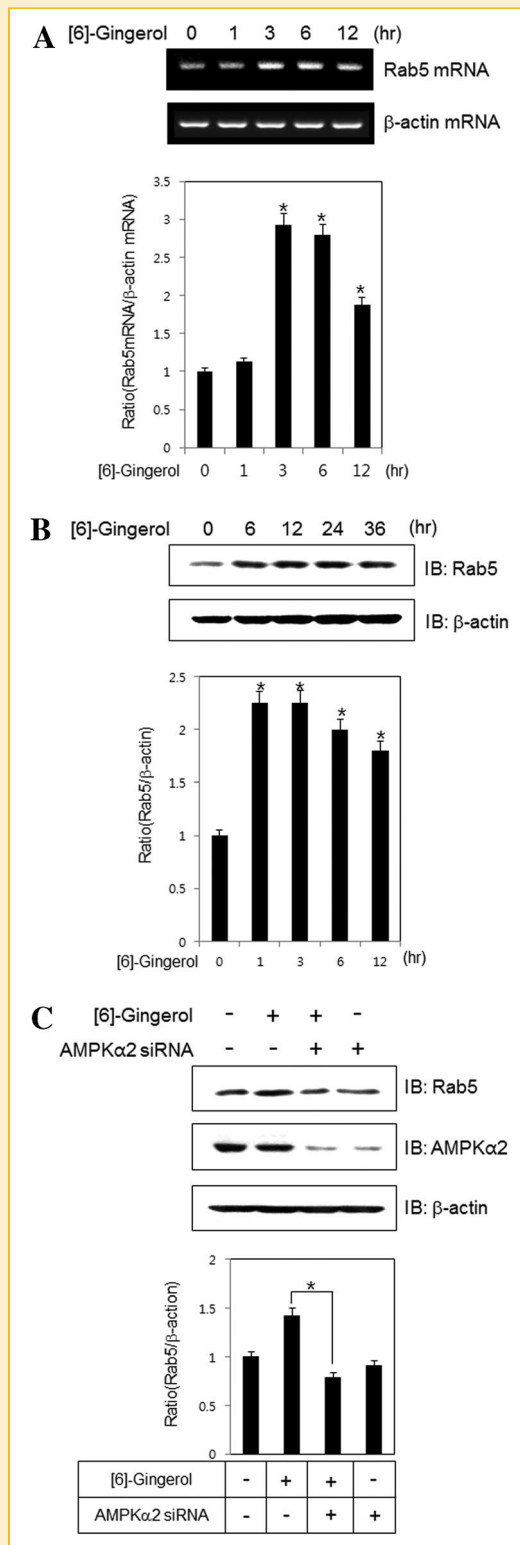 A
[6]-Gingerol 0 1 3 6 12 (hr)
Rab5 mRNA
β-actin mRNA
Ratio(Rab5mRNA/β-actin mRNA)
3.5
3
2.5
2
1.5
1
0.5
0
* * *
[6]-Gingerol 0 1 3 6 12 (hr)
B
[6]-Gingerol 0 6 12 24 36 (hr)
IB: Rab5
IB: β-actin
Ratio(Rab5/β-actin)
2.5
2
1.5
1
0.5
0
* * * *
[6]-Gingerol 0 1 3 6 12 (hr)
C
[6]-Gingerol - + + -
AMPKα2 siRNA - - + +
IB: Rab5
IB: AMPKα2
IB: β-actin
Ratio(Rab5/β-action)
2
1.5
1
0.5
0
*
[6]-Gingerol - + + -
AMPKα2 siRNA - - + +